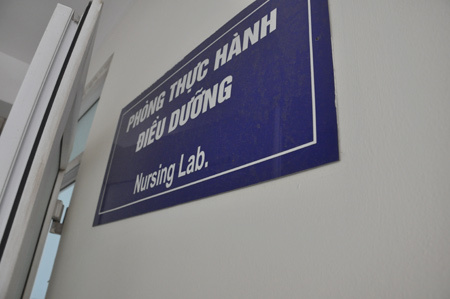 PHÒNG THỰC HÀNH
ĐIỀU DƯỠNG
Nursing Lab.